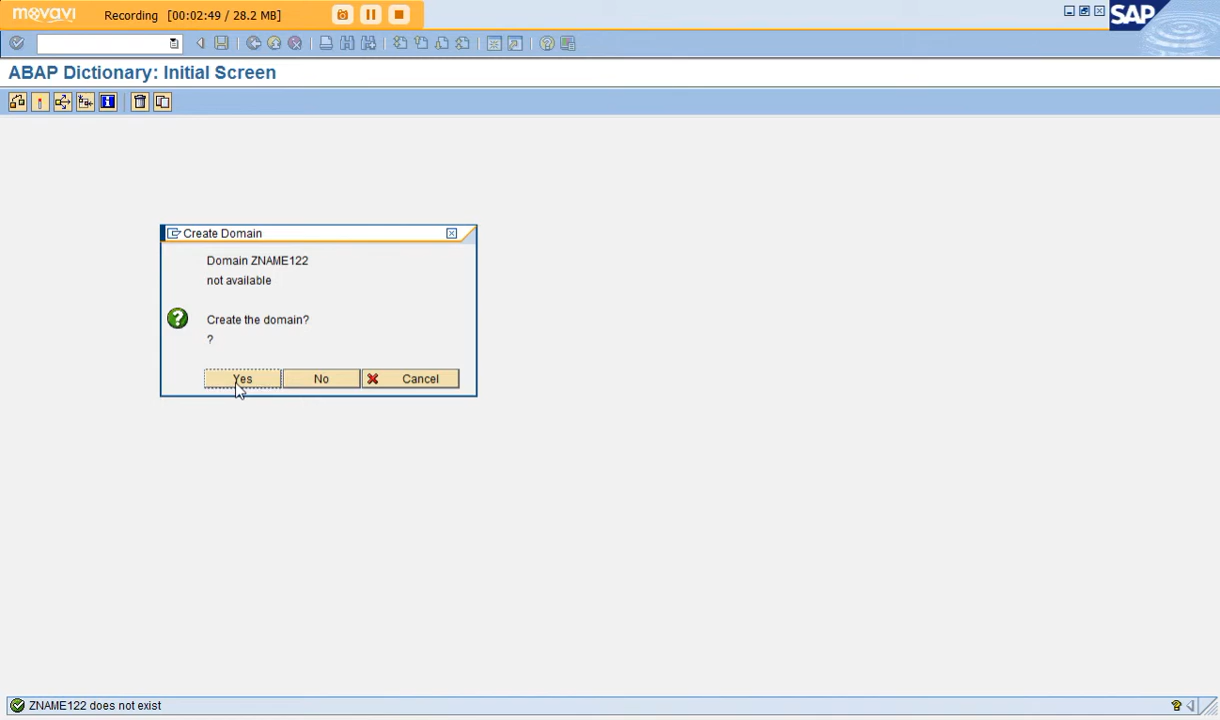 movavi Recording [00:02:49 / 28.2 MB]
SAP
ABAP Dictionary: Initial Screen
Create Domain
Domain ZNAME122
not available
Create the domain?
?
Yes No Cancel
ZNAME122 does not exist